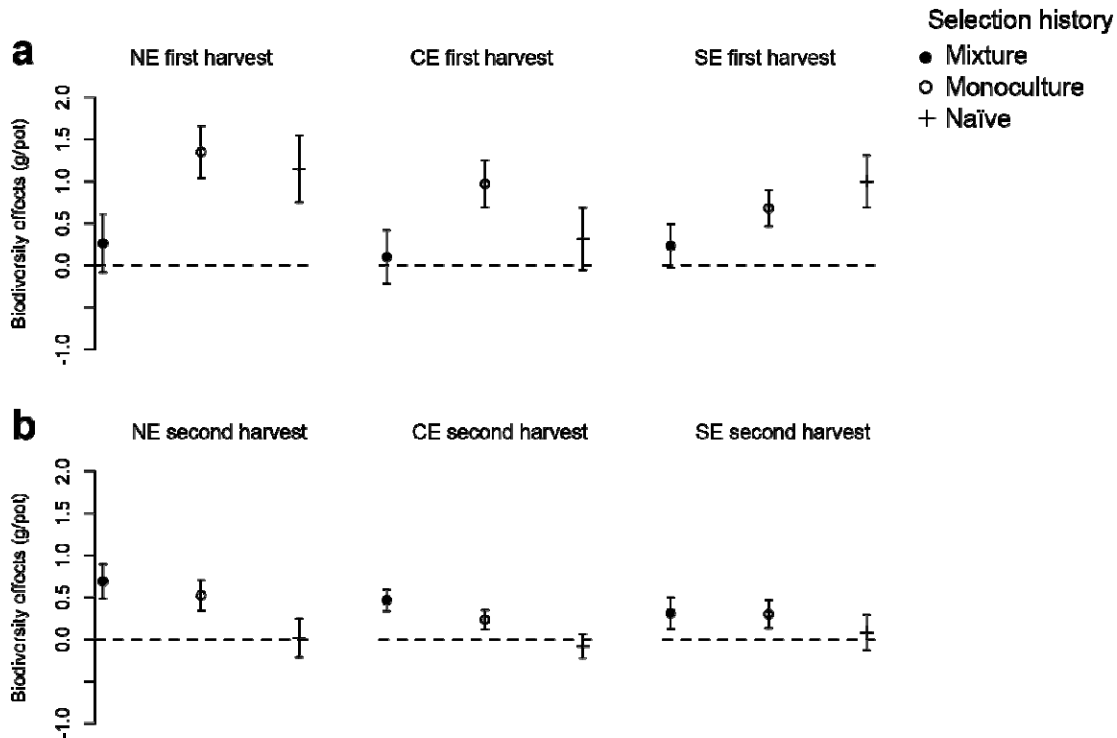 Selection history
Mixture
Monoculture
Naïve
a
NE first harvest
CE first harvest
SE first harvest
Biodiversity effects (g/pot)
2.0
1.5
1.0
0.5
0.0
-1.0
b
NE second harvest
CE second harvest
SE second harvest
Biodiversity effects (g/pot)
2.0
1.5
1.0
0.5
0.0
-1.0